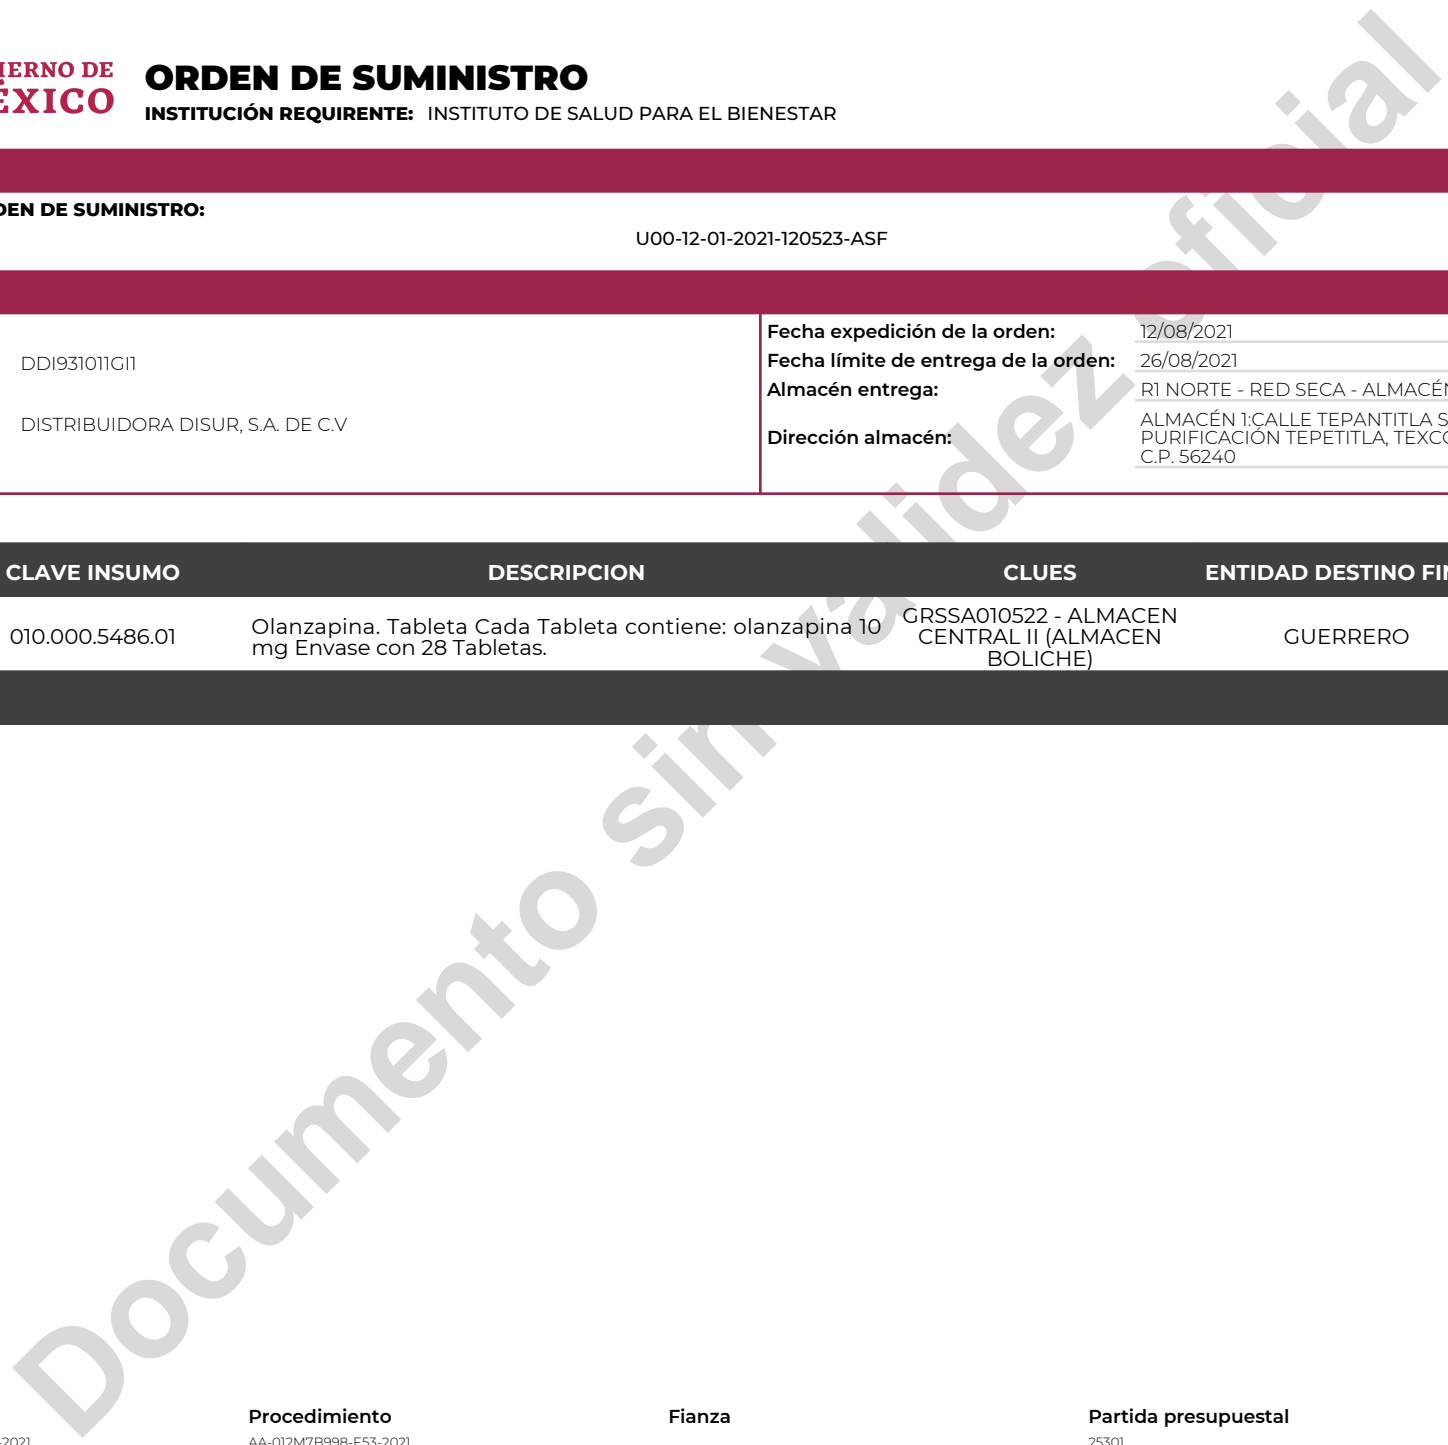 ORDEN DE SUMINISTRO
INSTITUCIÓN REQUIRENTE: INSTITUTO DE SALUD PARA EL BIENESTAR
IERNO DE
ÉXICO
DEN DE SUMINISTRO:
U00-12-01-2021-120523-ASF
DDI931011GI1
DISTRIBUIDORA DISUR, S.A. DE C.V
Fecha expedición de la orden: 12/08/2021
Fecha límite de entrega de la orden: 26/08/2021
Almacén entrega: R1 NORTE - RED SECA - ALMACÉN
Dirección almacén: ALMACÉN 1:CALLE TEPANTITLA S
PURIFICACIÓN TEPETITLA, TEXCO
C.P. 56240
CLAVE INSUMO DESCRIPCION CLUES ENTIDAD DESTINO FIN
010.000.5486.01
Olanzapina. Tableta Cada Tableta contiene: olanzapina 10
mg Envase con 28 Tabletas.
GRSSA010522 - ALMACEN
CENTRAL II (ALMACEN
BOLICHE)
GUERRERO
Documento sin validez oficial
Procedimiento Fianza Partida presupuestal
-2021 AA-012M7B998-E53-2021 25301